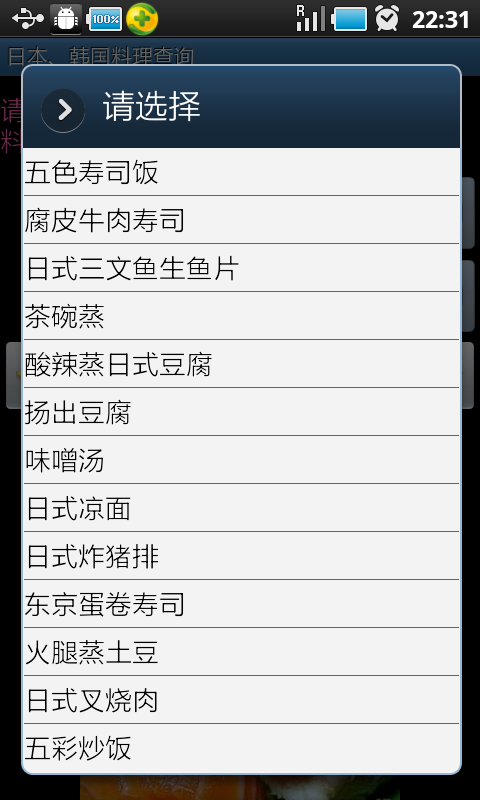 100%
R
22:31
日本、韩国料理查询
请
料
请选择
五色寿司饭
腐皮牛肉寿司
日式三文鱼生鱼片
茶碗蒸
酸辣蒸日式豆腐
扬出豆腐
味噌汤
日式凉面
日式炸猪排
东京蛋卷寿司
火腿蒸土豆
日式叉烧肉
五彩炒饭